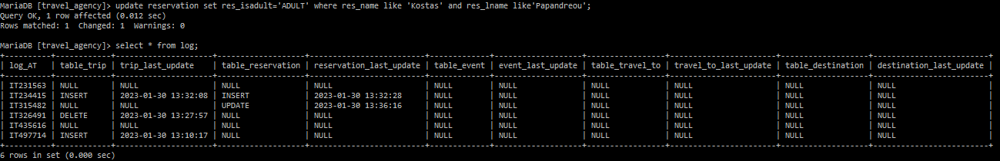 MariaDB [travel_agency]> update reservation set res_isadult='ADULT' where res_name like 'Kostas' and res_lname like'Papandreou';
Query OK, 1 row affected (0.012 sec)
Rows matched: 1  Changed: 1  Warnings: 0

MariaDB [travel_agency]> select * from log;
+----------+------------+---------------------+-------------------+-------------------------+-------------+-------------------+-----------------+-----------------------+-------------------+-------------------------+
| log_AT | table_trip | trip_last_update | table_reservation | reservation_last_update | table_event | event_last_update | table_travel_to | travel_to_last_update | table_destination | destination_last_update |
+----------+------------+---------------------+-------------------+-------------------------+-------------+-------------------+-----------------+-----------------------+-------------------+-------------------------+
| IT231563 | NULL | NULL | NULL | NULL | NULL | NULL | NULL | NULL | NULL | NULL |
| IT234415 | INSERT | 2023-01-30 13:32:08 | INSERT | 2023-01-30 13:32:28 | NULL | NULL | NULL | NULL | NULL | NULL |
| IT315482 | NULL | NULL | UPDATE | 2023-01-30 13:36:16 | NULL | NULL | NULL | NULL | NULL | NULL |
| IT326491 | DELETE | 2023-01-30 13:27:57 | NULL | NULL | NULL | NULL | NULL | NULL | NULL | NULL |
| IT435616 | NULL | NULL | NULL | NULL | NULL | NULL | NULL | NULL | NULL | NULL |
| IT497714 | INSERT | 2023-01-30 13:10:17 | NULL | NULL | NULL | NULL | NULL | NULL | NULL | NULL |
+----------+------------+---------------------+-------------------+-------------------------+-------------+-------------------+-----------------+-----------------------+-------------------+-------------------------+
6 rows in set (0.000 sec)